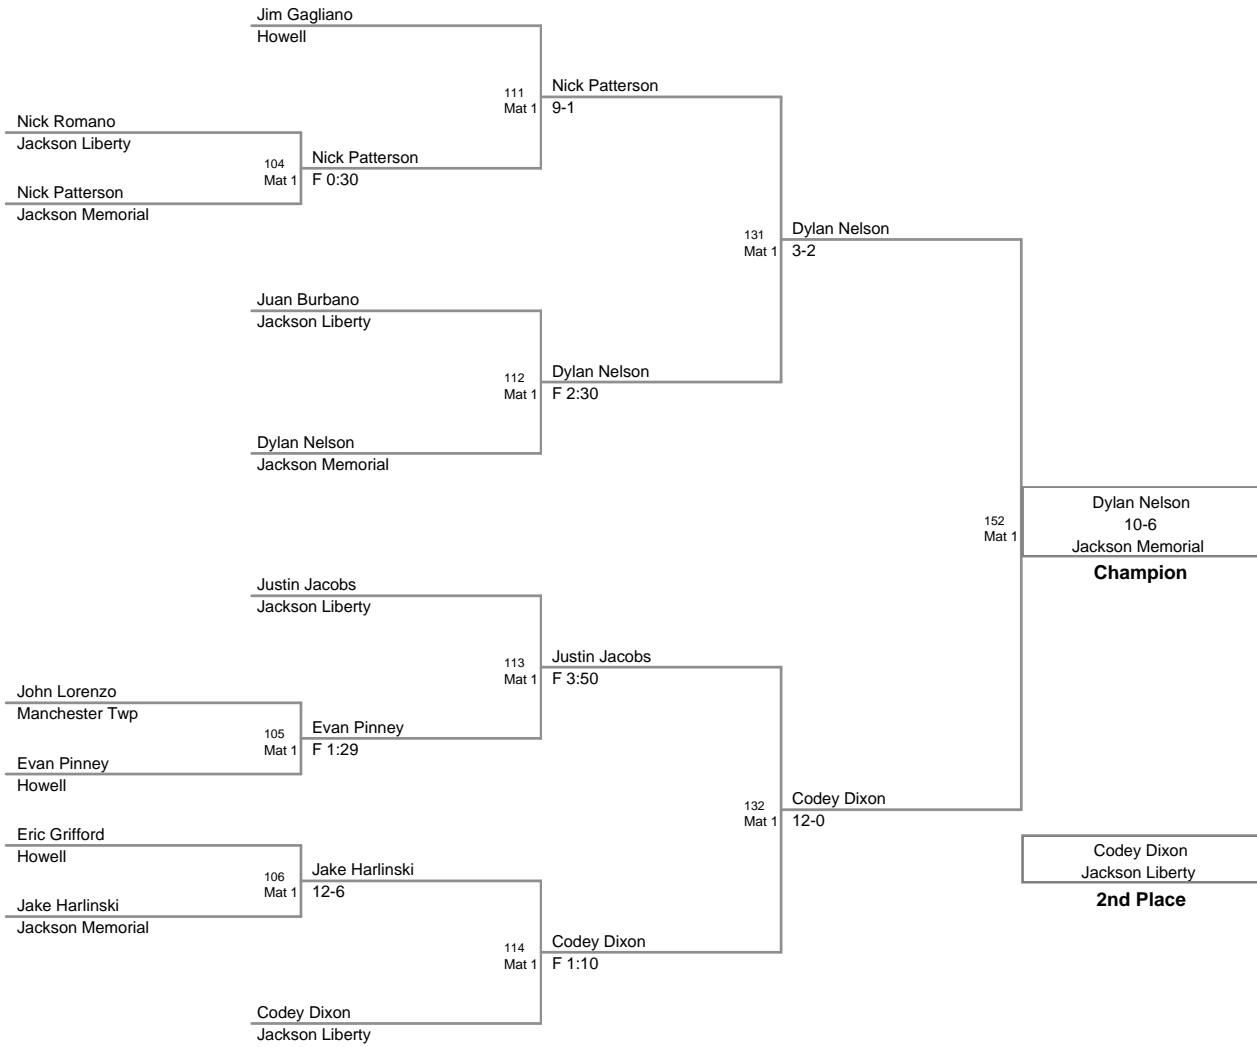 Jim Gagliano
Howell
111
Mat 1
Nick Patterson
9-1
Nick Romano
Jackson Liberty
104
Mat 1
Nick Patterson
F 0:30
Nick Patterson
Jackson Memorial
131
Mat 1
Dylan Nelson
3-2
Juan Burbano
Jackson Liberty
112
Mat 1
Dylan Nelson
F 2:30
Dylan Nelson
Jackson Memorial
152
Mat 1
Dylan Nelson
10-6
Jackson Memorial
Champion
Justin Jacobs
Jackson Liberty
113
Mat 1
Justin Jacobs
F 3:50
John Lorenzo
Manchester Twp
105
Mat 1
Evan Pinney
F 1:29
Evan Pinney
Howell
132
Mat 1
Codey Dixon
12-0
Eric Grifford
Howell
106
Mat 1
Jake Harlinski
12-6
Jake Harlinski
Jackson Memorial
Codey Dixon
Jackson Liberty
2nd Place
114
Mat 1
Codey Dixon
F 1:10
Codey Dixon
Jackson Liberty